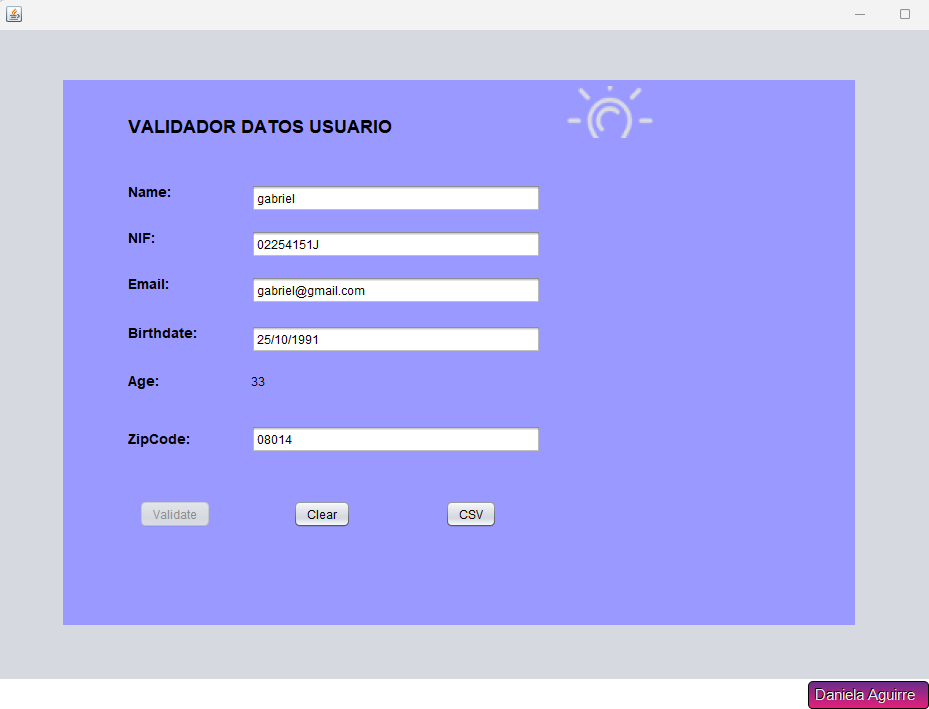 VALIDADOR DATOS USUARIO
Name:
gabriel
NIF:
02254151J
Email:
gabriel@gmail.com
Birthdate:
25/10/1991
Age:
33
ZipCode:
08014
Validate
Clear
CSV
Daniela Aguirre